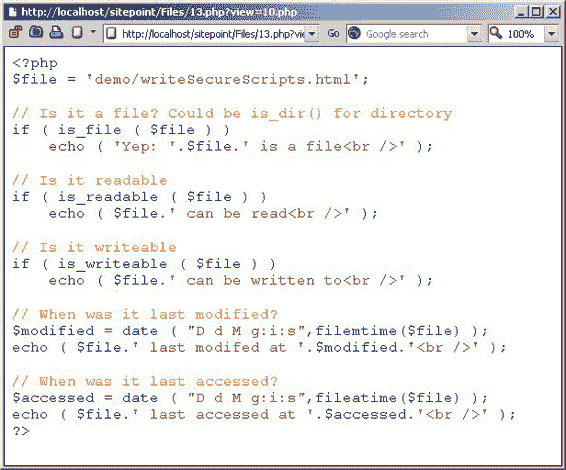 http://localhost/sitepoint/Files/13.php?view=10.php
http://localhost/sitepoint/Files/13.php?view=10.php Go Google search 100%
<?php
$file = 'demo/writeSecureScripts.html';
// Is it a file? Could be is_dir() for directory
if ( is_file ( $file ) )
    echo ( 'Yep: '.$file.' is a file<br />' );
// Is it readable
if ( is_readable ( $file ) )
    echo ( $file.' can be read<br />' );
// Is it writeable
if ( is_writeable ( $file ) )
    echo ( $file.' can be written to<br />' );
// When was it last modified?
$modified = date ( "D d M g:i:s",filemtime($file) );
echo ( $file.' last modifed at '.$modified.'<br />' );
// When was it last accessed?
$accessed = date ( "D d M g:i:s",fileatime($file) );
echo ( $file.' last accessed at '.$accessed.'<br />' );
?>